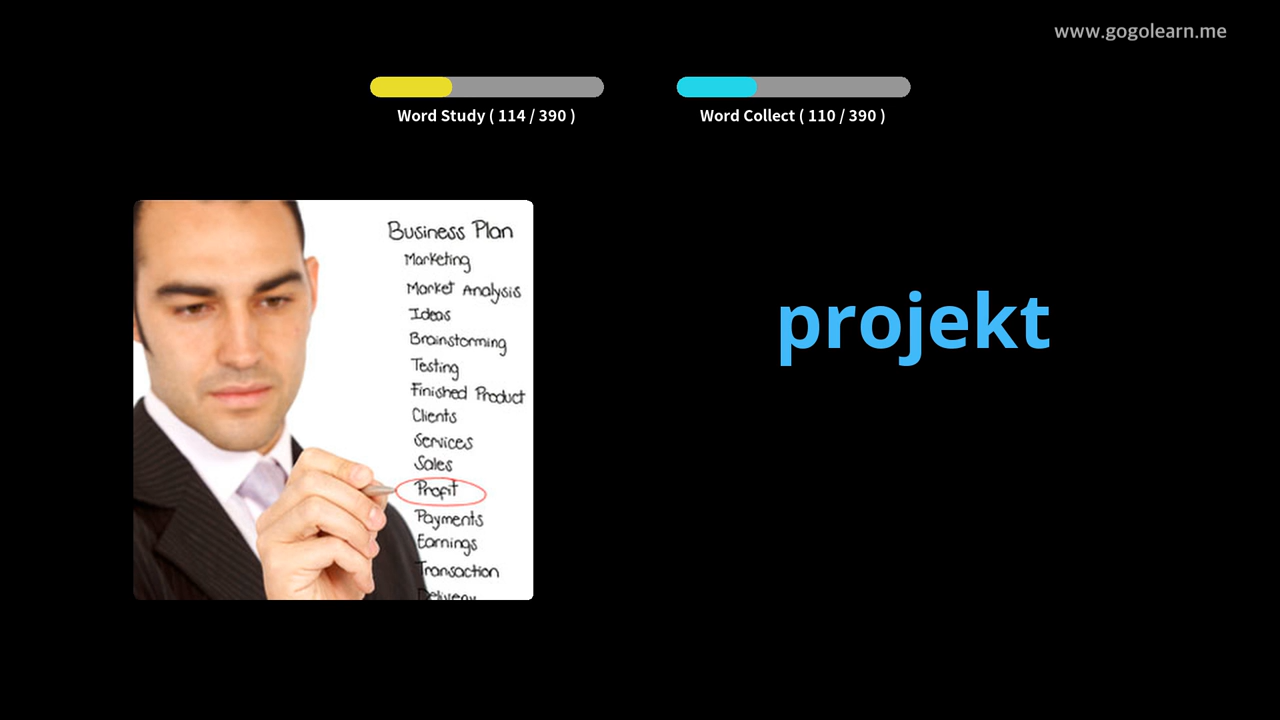 www.gogolearn.me
Word Study ( 114 / 390 )
Word Collect ( 110 / 390 )
Business Plan
Marketing
Market Analysis
Ideas
Brainstorming
Testing
Finished Product
Clients
Services
Sales
Profit
Payments
Earnings
Transaction
Delivery
projekt